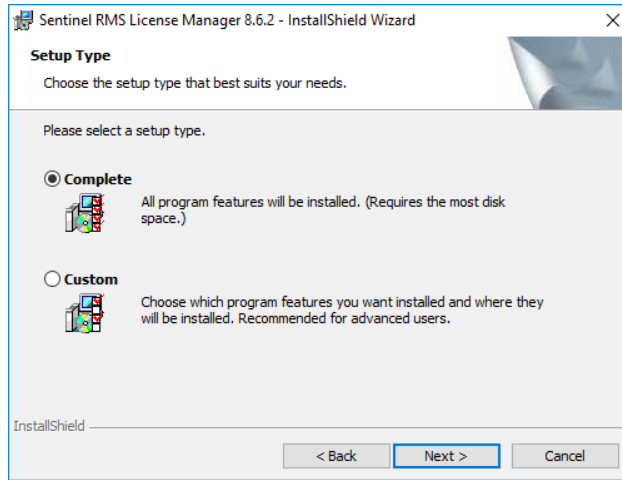 Sentinel RMS License Manager 8.6.2 - InstallShield Wizard
Setup Type
Choose the setup type that best suits your needs.
Please select a setup type.
Complete
All program features will be installed. (Requires the most disk
space.)
Custom
Choose which program features you want installed and where they
will be installed. Recommended for advanced users.
InstallShield
< Back
Next >
Cancel